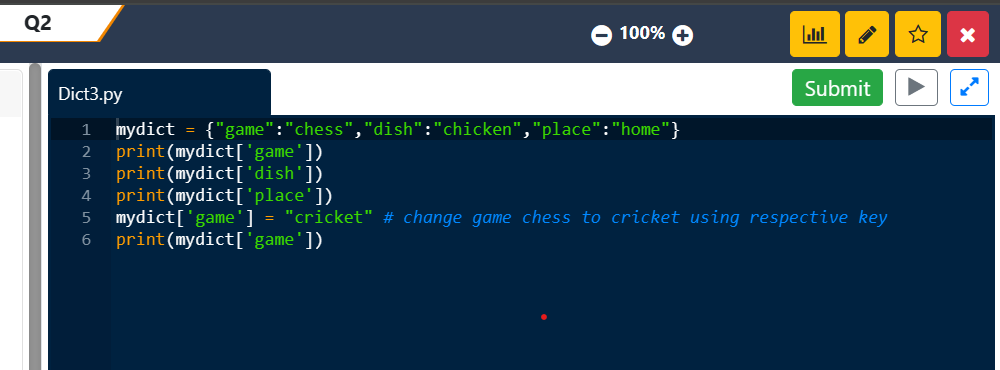 Q2
100%
Dict3.py
Submit
1 mydict = {"game":"chess","dish":"chicken","place":"home"}
2 print(mydict['game'])
3 print(mydict['dish'])
4 print(mydict['place'])
5 mydict['game'] = "cricket" # change game chess to cricket using respective key
6 print(mydict['game'])